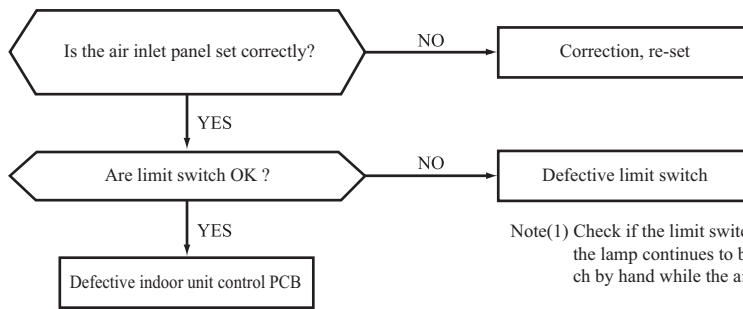 Is the air inlet panel set correctly?
NO
Correction, re-set
YES
Are limit switch OK ?
NO
Defective limit switch
YES
Note(1) Check if the limit
the lamp continues to
ch by hand while the
Defective indoor unit control PCB